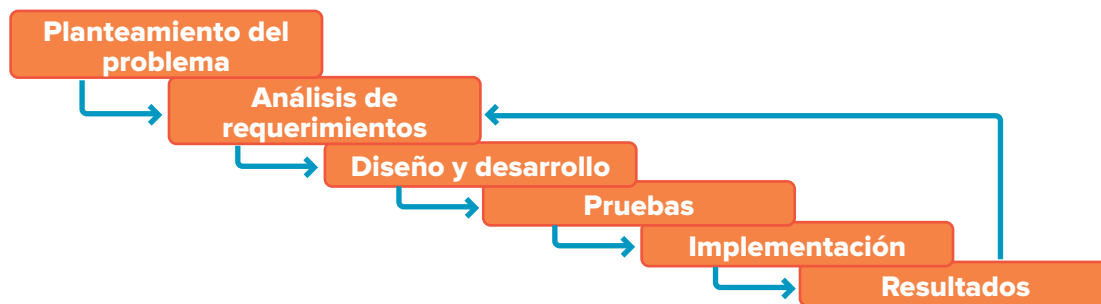 Planteamiento del
problema
Análisis de
requerimientos
Diseño y desarrollo
Pruebas
Implementación
Resultados